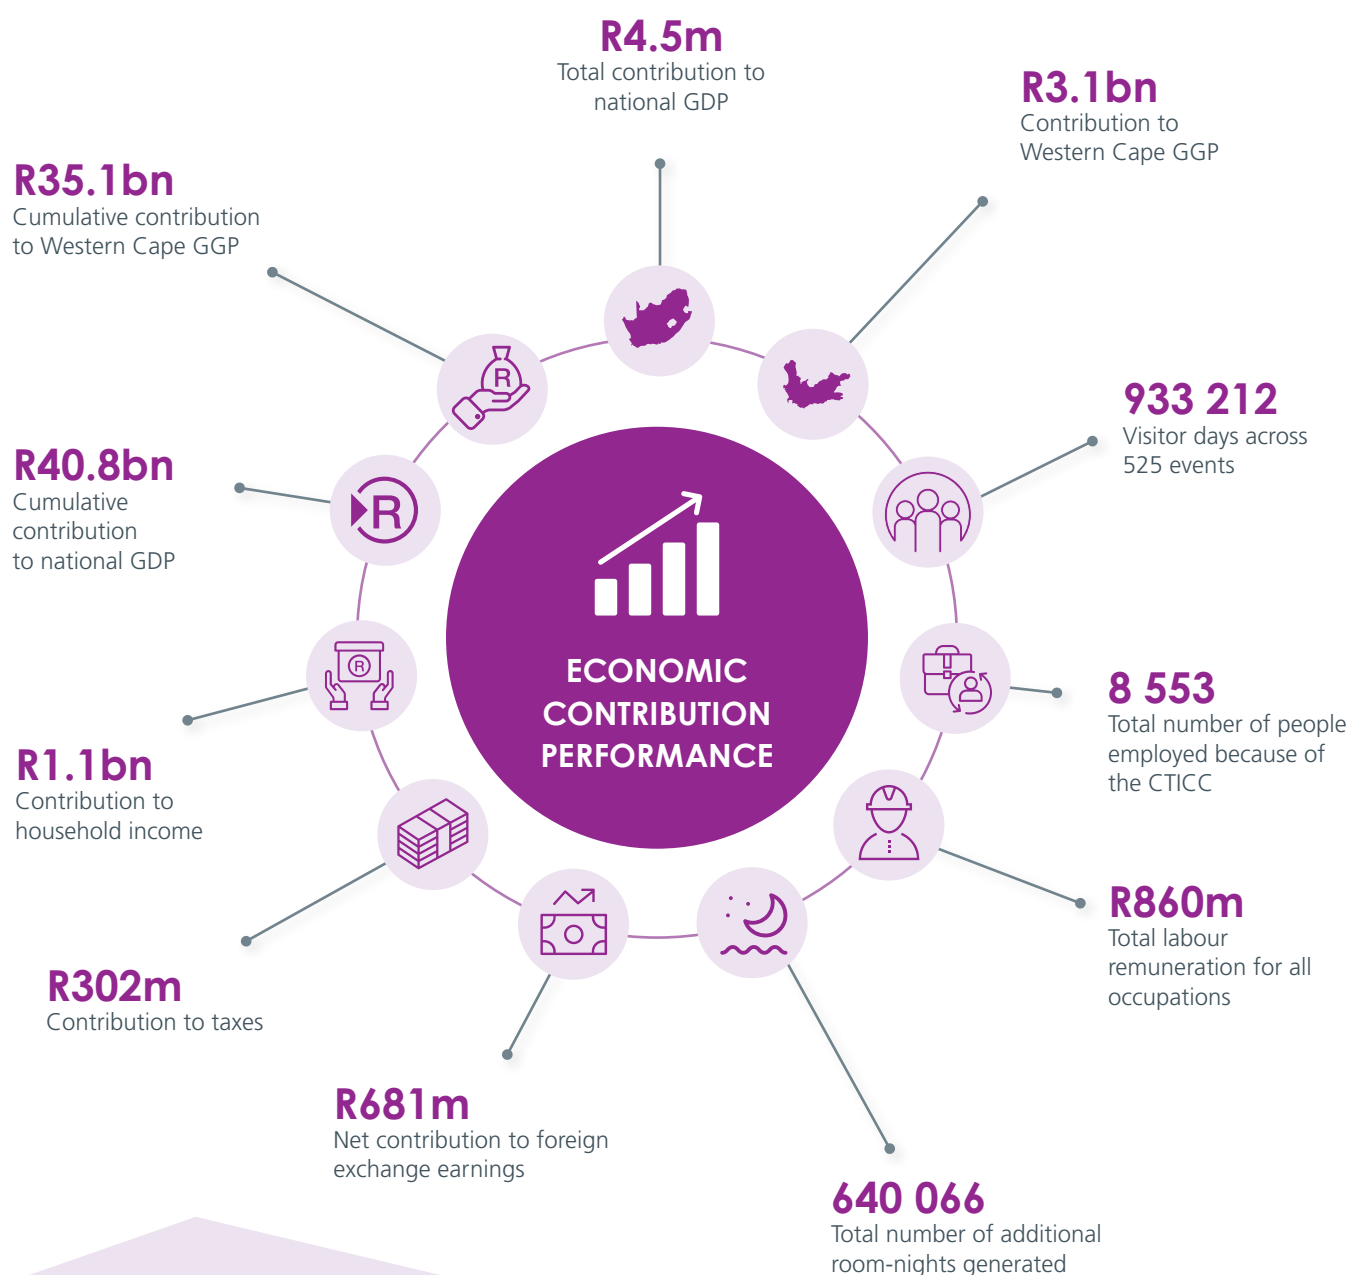 R4.5m
Total contribution to
national GDP
R3.1bn
Contribution to
Western Cape GGP
933 212
Visitor days across
525 events
8 553
Total number of people
employed because of
the CTICC
R860m
Total labour
remuneration for all
occupations
640 066
Total number of additional
room-nights generated
R681m
Net contribution to foreign
exchange earnings
R302m
Contribution to taxes
R1.1bn
Contribution to
household income
R40.8bn
Cumulative
contribution
to national GDP
R35.1bn
Cumulative contribution
to Western Cape GGP
R
R
R
ECONOMIC
CONTRIBUTION
PERFORMANCE